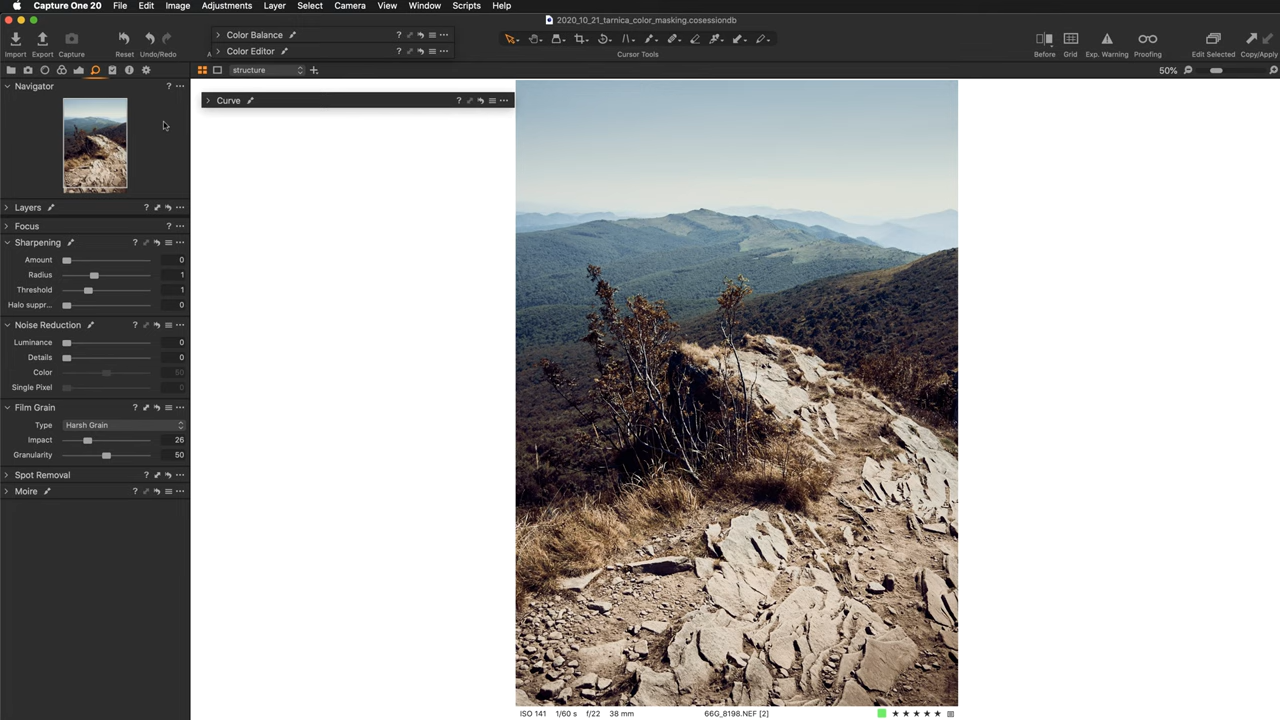 Capture One 20 File Edit Image Adjustments Layer Select Camera View Window Scripts Help
2020_10_21_tarnica_color_masking.cosessiondb
Color Balance ?
Color Editor ?
Import Export Capture Reset Undo/Redo
Cursor Tools
Before Grid Exp. Warning Proofing Edit Selected Copy/Apply
structure
50%
Navigator ?
Curve ?
Layers ?
Focus ?
Sharpening ?
Amount 0
Radius 1
Threshold 1
Halo suppr... 0
Noise Reduction ?
Luminance 0
Details 0
Color 50
Single Pixel 0
Film Grain ?
Type Harsh Grain
Impact 26
Granularity 50
Spot Removal ?
Moire ?
ISO 141 1/60 s f/22 38 mm 66G_8198.NEF [2]